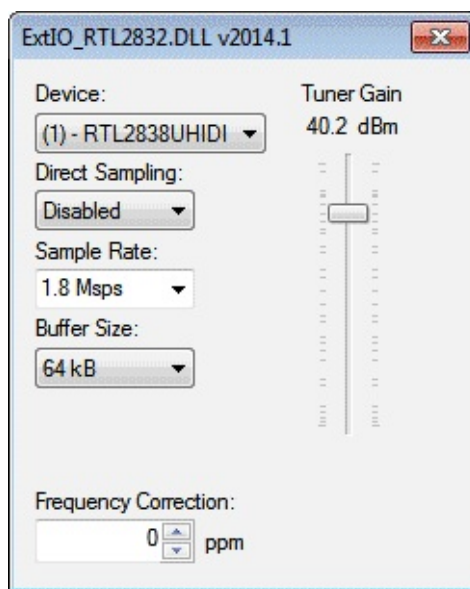 ExtIO_RTL2832.DLL v2014.1
Device:
(1) - RTL2838UHIDI
Direct Sampling:
Disabled
Sample Rate:
1.8 Msps
Buffer Size:
64 kB
Tuner Gain
40.2 dBm
Frequency Correction:
0 ppm